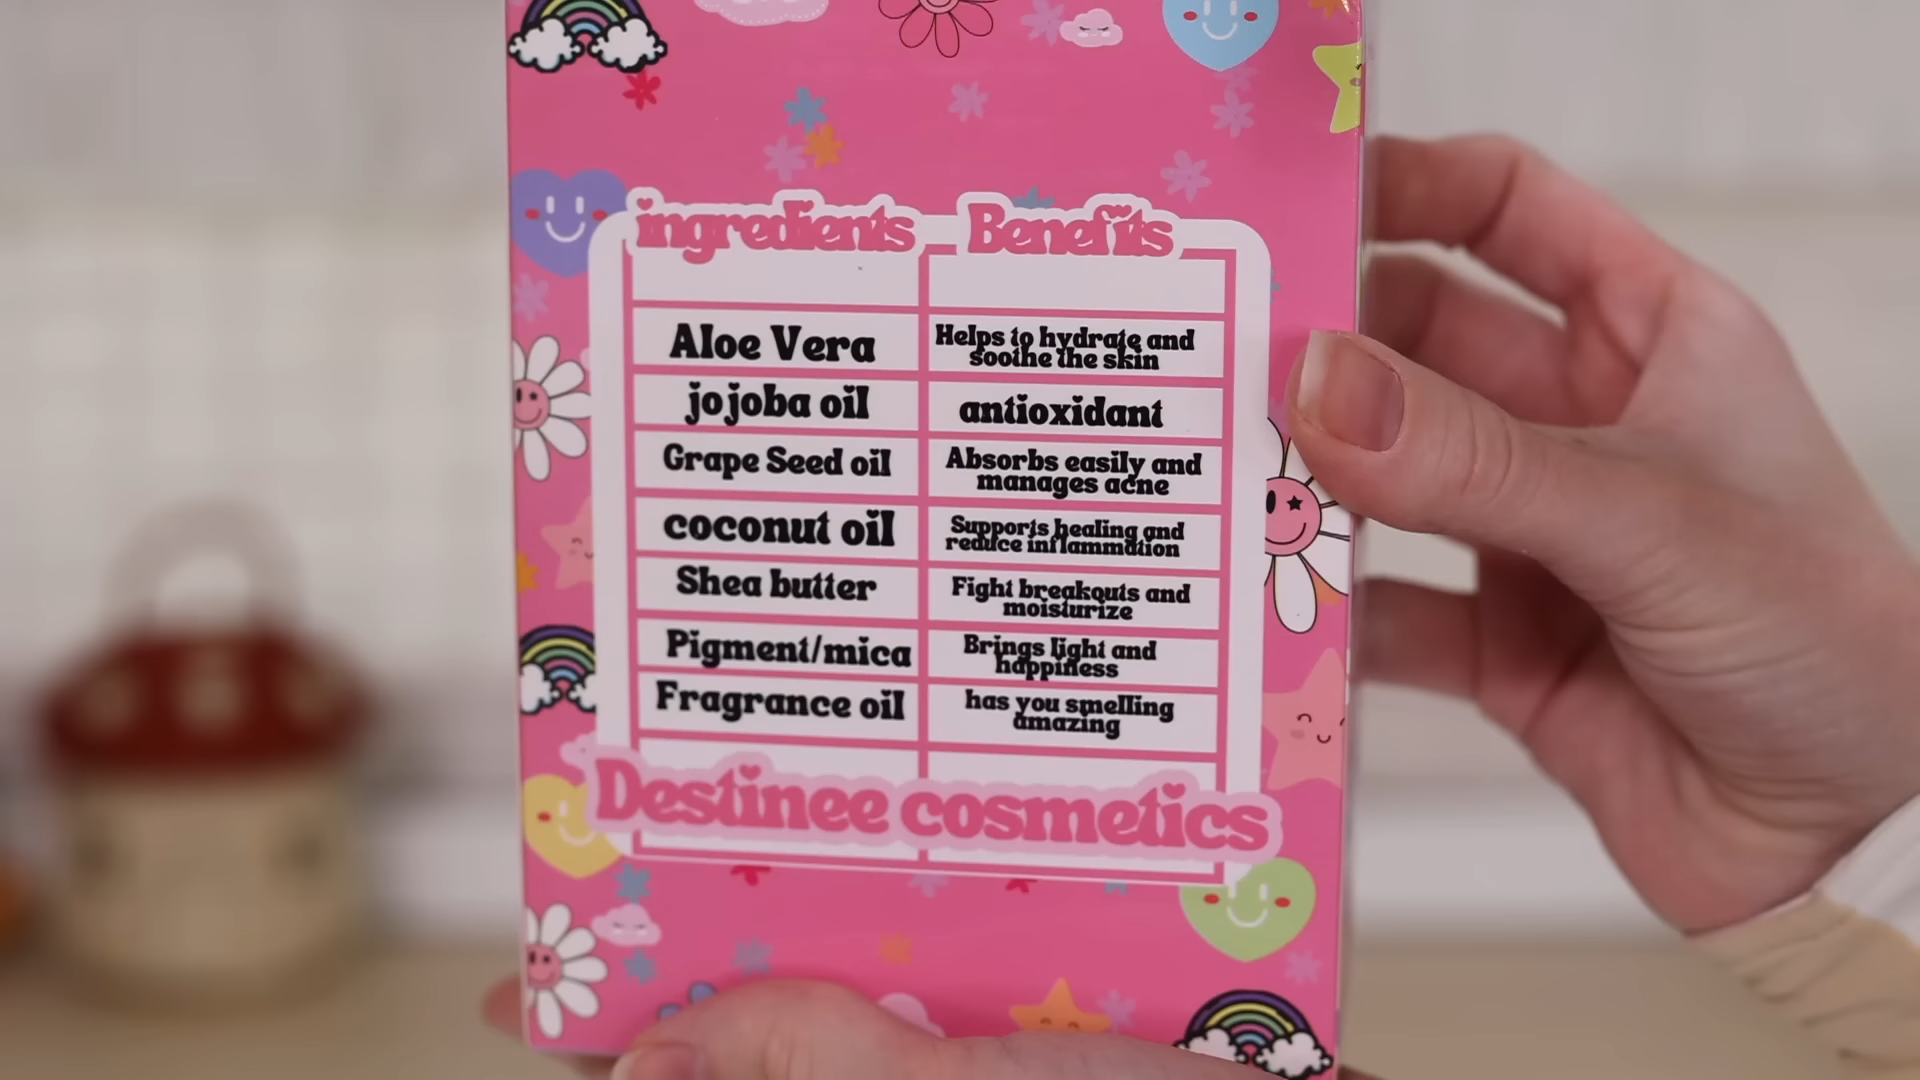 ingredients Benefits
Aloe Vera
Helps to hydrate and
soothe the skin
jojoba oil
antioxidant
Grape Seed oil
Absorbs easily and
manages acne
coconut oil
Supports healing and
reduce inflammation
Shea butter
Fight breakouts and
moisturize
Pigment/mica
Brings light and
happiness
Fragrance oil
has you smelling
amazing
Destinee cosmetics